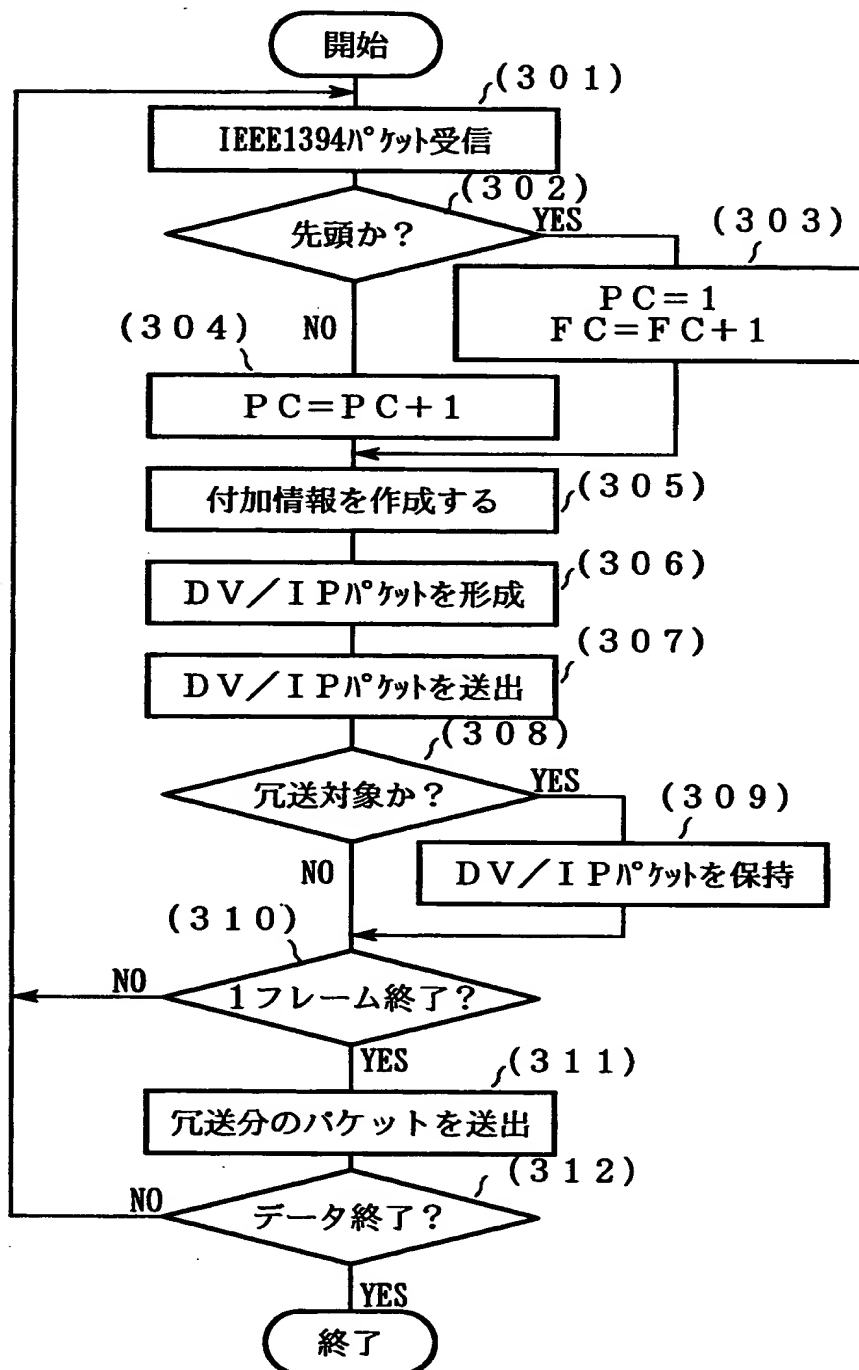 開始
(301)
IEEE1394パケット受信
(302)
先頭か?
YES
(303)
PC=1
FC=FC+1
NO
(304)
PC=PC+1
付加情報を作成する
(305)
DV/IPパケットを形成
(306)
DV/IPパケットを送出
(307)
(308)
冗送対象か?
YES
(309)
DV/IPパケットを保持
NO
(310)
1フレーム終了?
NO
YES
(311)
冗送分のパケットを送出
(312)
データ終了?
NO
YES
終了